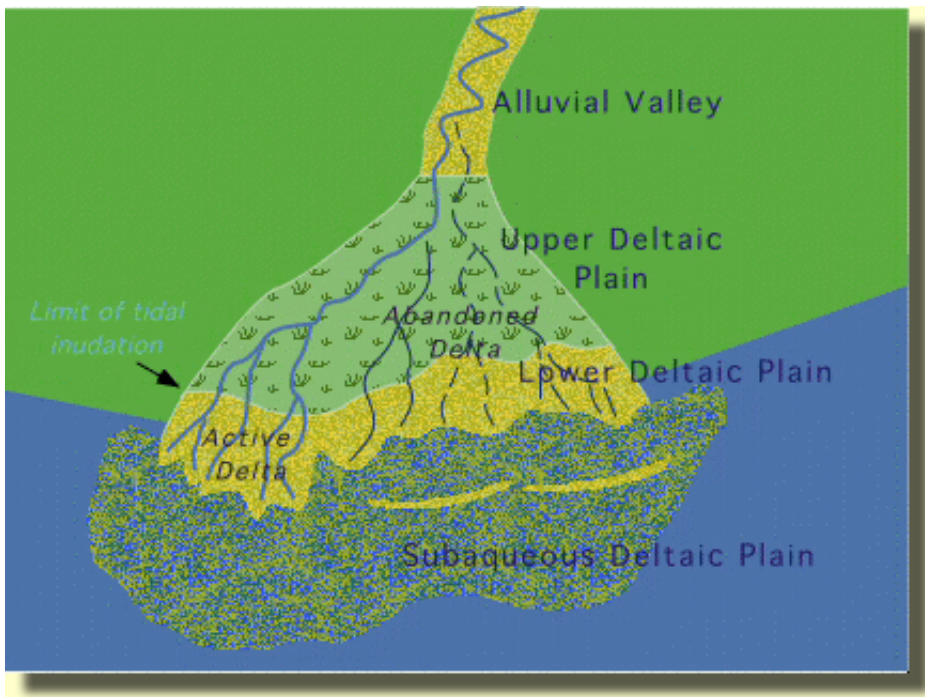 Alluvial Valley
Upper Deltaic
Plain
Limit of tidal
inudation
Abandoned
Delta
Lower Deltaic Plain
Active
Delta
Subaqueous Deltaic Plain